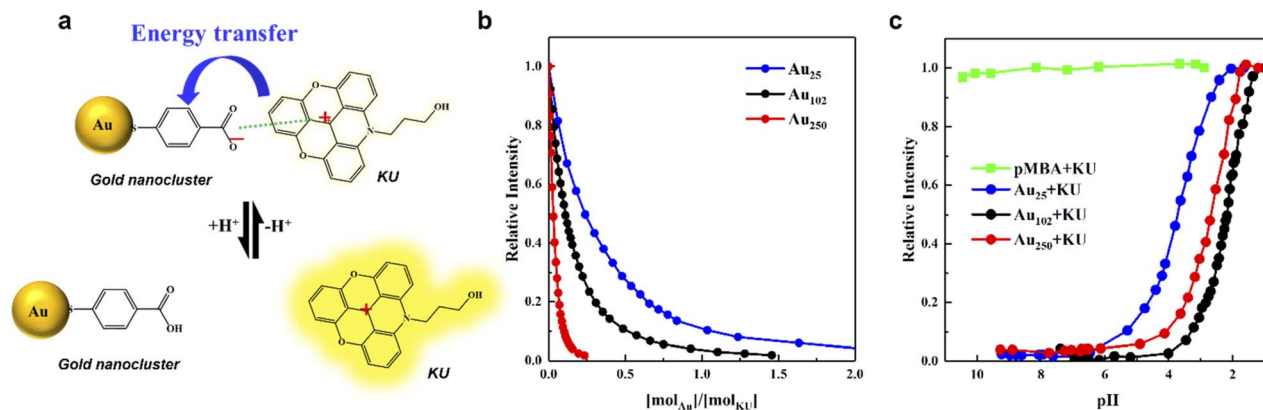 a
Energy transfer
Au
S
O
O
Gold nanocluster
O
O
N
OH
KU
+H⁺
-H⁺
Au
S
O
OH
Gold nanocluster
O
O
N
OH
KU
b
Relative Intensity
1.0
0.8
0.6
0.4
0.2
0.0
Au₂₅
Au₁₀₂
Au₂₅₀
0.0 0.5 1.0 1.5 2.0
[mol_Au]/[mol_KU]
c
Relative Intensity
1.0
0.8
0.6
0.4
0.2
0.0
pMBA+KU
Au₂₅+KU
Au₁₀₂+KU
Au₂₅₀+KU
10 8 6 4 2
pH